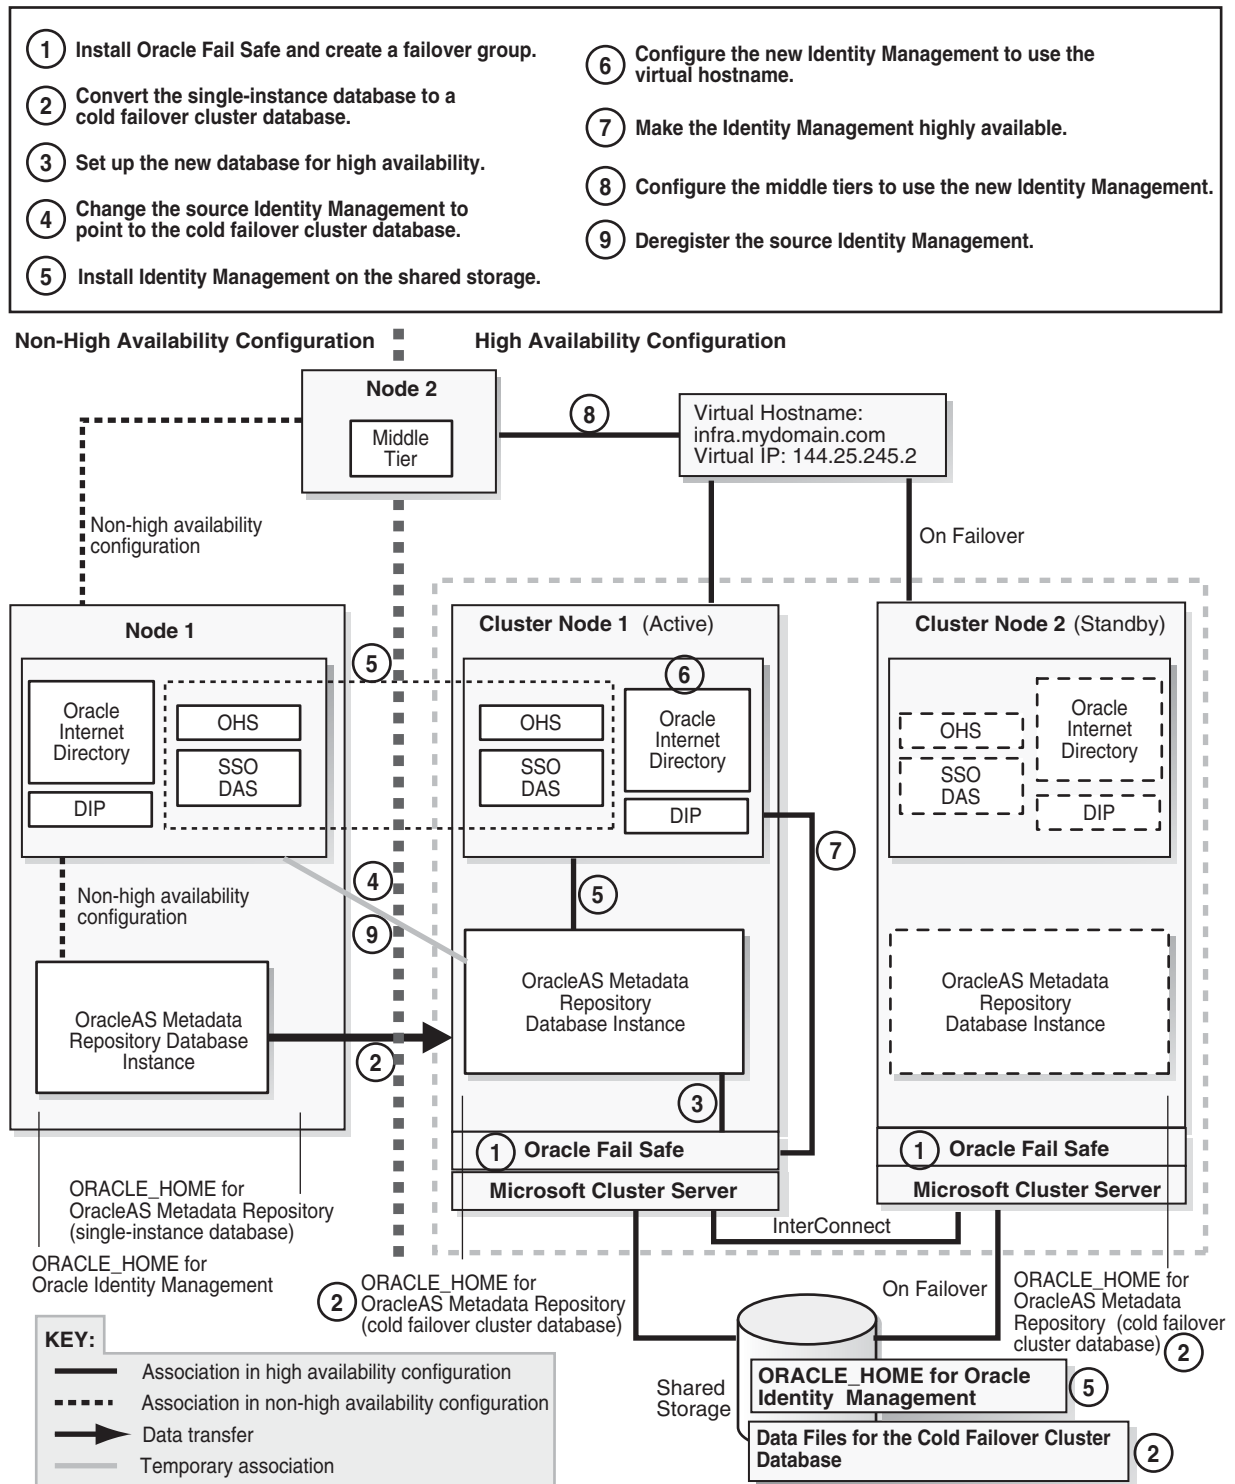 1 Install Oracle Fail Safe and create a failover group.
2 Convert the single-instance database to a
cold failover cluster database.
3 Set up the new database for high availability.
4 Change the source Identity Management to
point to the cold failover cluster database.
5 Install Identity Management on the shared storage.
6 Configure the new Identity Management to use the
virtual hostname.
7 Make the Identity Management highly available.
8 Configure the middle tiers to use the new Identity Management.
9 Deregister the source Identity Management.
Non-High Availability Configuration
High Availability Configuration
Node 2
Middle
Tier
8
Virtual Hostname:
infra.mydomain.com
Virtual IP: 144.25.245.2
Non-high availability
configuration
On Failover
Node 1
5
Oracle
Internet
Directory
DIP
OHS
SSO
DAS
Non-high availability
configuration
4
9
OracleAS Metadata
Repository Database
Instance
2
Cluster Node 1 (Active)
6
OHS
SSO
DAS
Oracle
Internet
Directory
DIP
7
5
OracleAS Metadata
Repository
Database Instance
3
1 Oracle Fail Safe
Microsoft Cluster Server
Cluster Node 2 (Standby)
OHS
SSO
DAS
Oracle
Internet
Directory
DIP
OracleAS Metadata
Repository
Database Instance
1 Oracle Fail Safe
Microsoft Cluster Server
InterConnect
ORACLE_HOME for
OracleAS Metadata Repository
(single-instance database)
ORACLE_HOME for
Oracle Identity Management
2 ORACLE_HOME for
OracleAS Metadata Repository
(cold failover cluster database)
On Failover
ORACLE_HOME for
OracleAS Metadata
Repository (cold failover
cluster database) 2
Shared
Storage
ORACLE_HOME for Oracle
Identity Management
5
Data Files for the Cold Failover Cluster
Database
2
KEY:
Association in high availability configuration
Association in non-high availability configuration
Data transfer
Temporary association